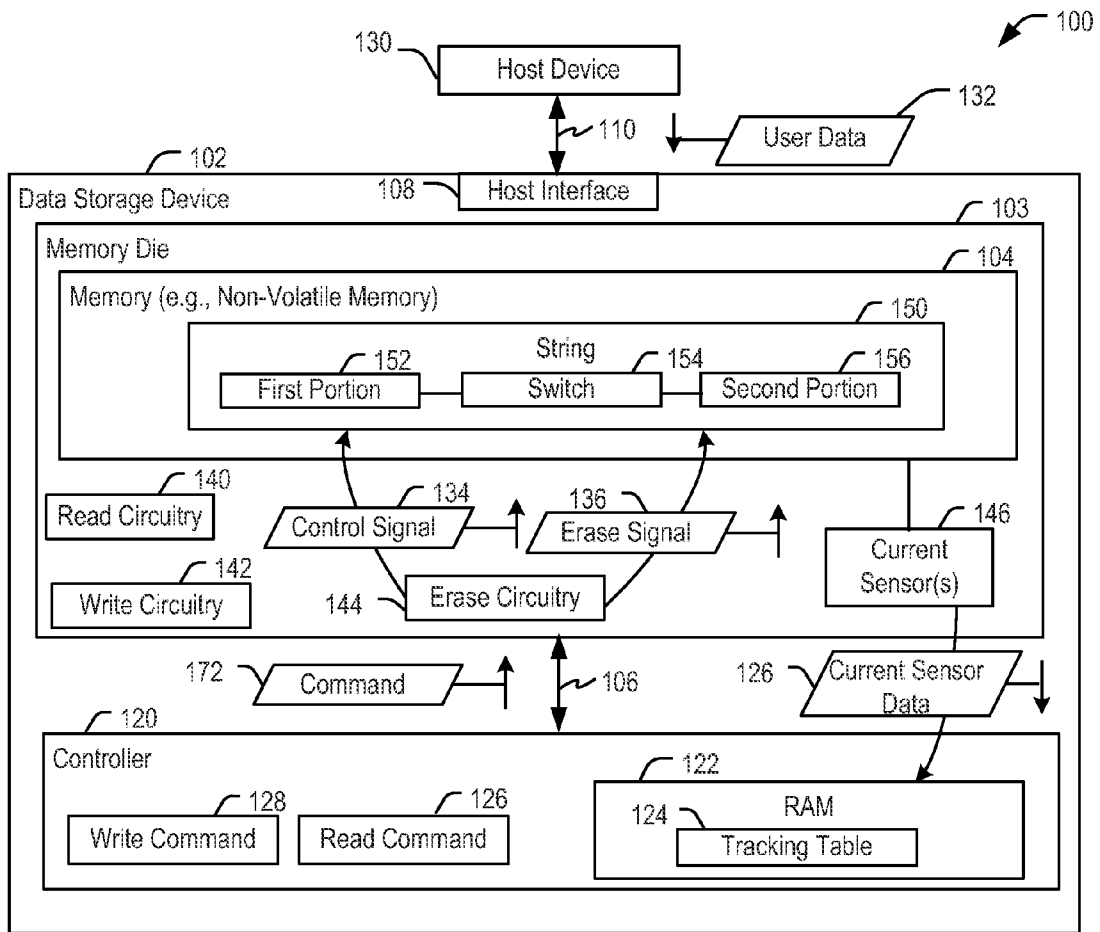 100
130
Host Device
132
110
User Data
102
108
Host Interface
Data Storage Device
103
Memory Die
104
Memory (e.g., Non-Volatile Memory)
150
String
152
154
156
First Portion
Switch
Second Portion
140
134
136
146
Read Circuitry
Control Signal
Erase Signal
Current
Sensor(s)
142
Write Circuitry
144
Erase Circuitry
172
Command
106
126
Current Sensor
Data
120
Controller
122
128
126
RAM
124
Write Command
Read Command
Tracking Table